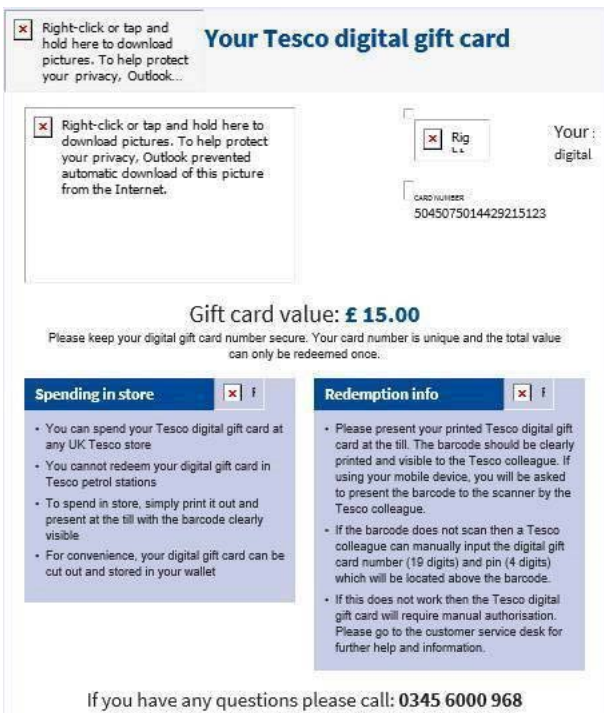 Right-click or tap and
hold here to download
pictures. To help protect
your privacy, Outlook...
Your Tesco digital gift card
Right-click or tap and hold here to
download pictures. To help protect
your privacy, Outlook prevented
automatic download of this picture
from the Internet.
Rig
Your
digital
CARD NUMBER
5045075014429215123
Gift card value: £ 15.00
Please keep your digital gift card number secure. Your card number is unique and the total value
can only be redeemed once.
Spending in store
• You can spend your Tesco digital gift card at
any UK Tesco store
• You cannot redeem your digital gift card in
Tesco petrol stations
• To spend in store, simply print it out and
present at the till with the barcode clearly
visible
• For convenience, your digital gift card can be
cut out and stored in your wallet
Redemption info
• Please present your printed Tesco digital gift
card at the till. The barcode should be clearly
printed and visible to the Tesco colleague. If
using your mobile device, you will be asked
to present the barcode to the scanner by the
Tesco colleague.
• If the barcode does not scan then a Tesco
colleague can manually input the digital gift
card number (19 digits) and pin (4 digits)
which will be located above the barcode.
• If this does not work then the Tesco digital
gift card will require manual authorisation.
Please go to the customer service desk for
further help and information.
If you have any questions please call: 0345 6000 968